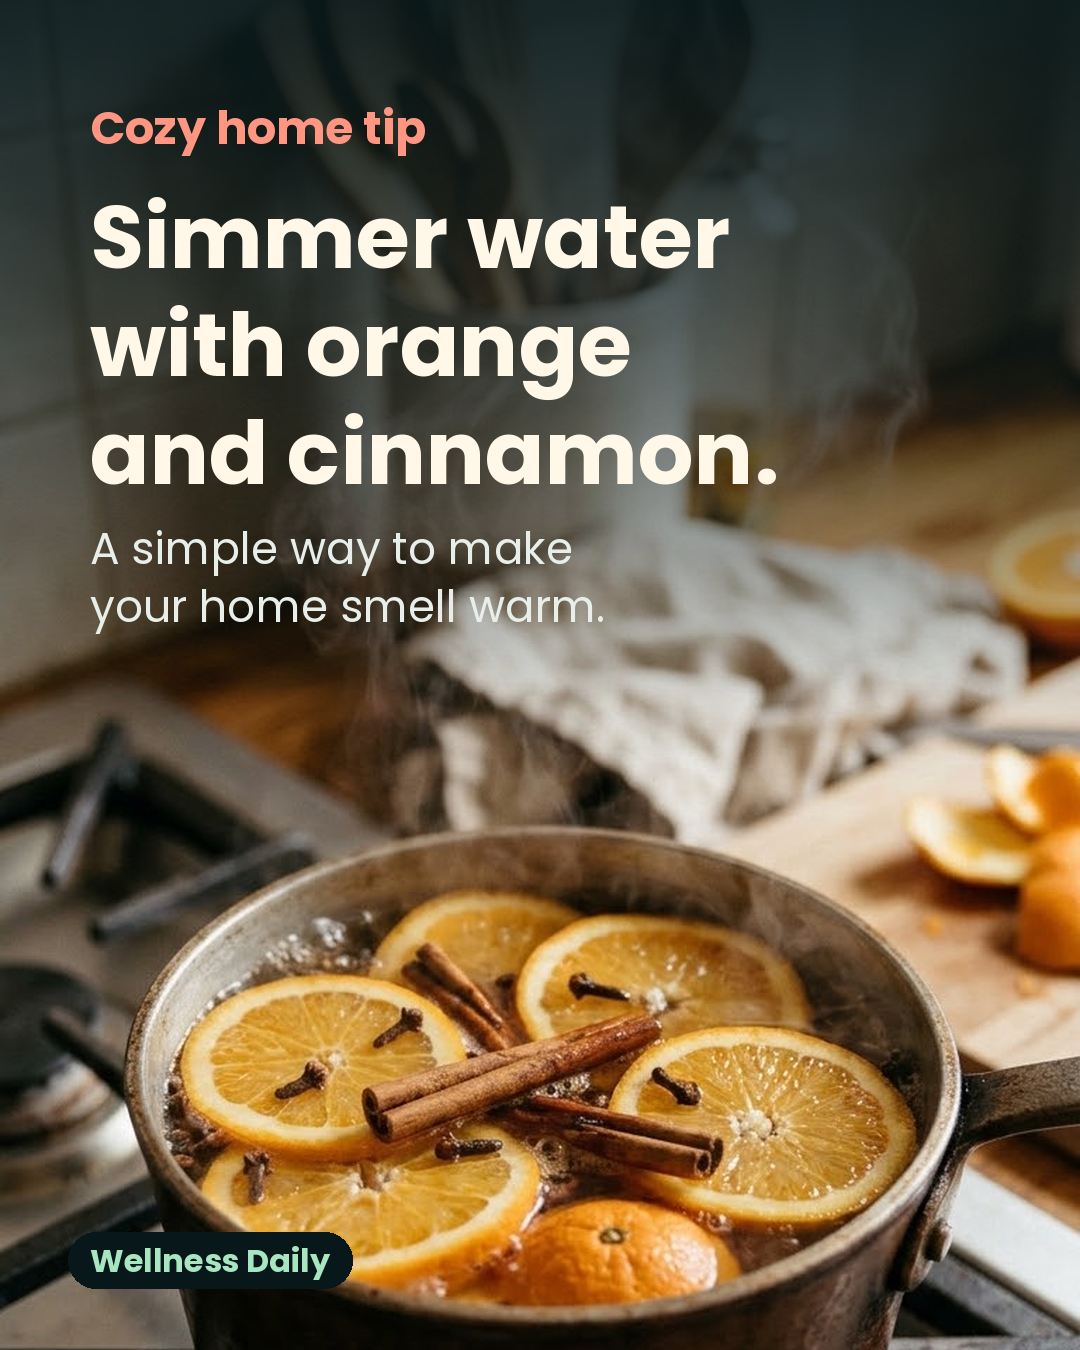 Cozy home tip
Simmer water
with orange
and cinnamon.
A simple way to make
your home smell warm.
Wellness Daily